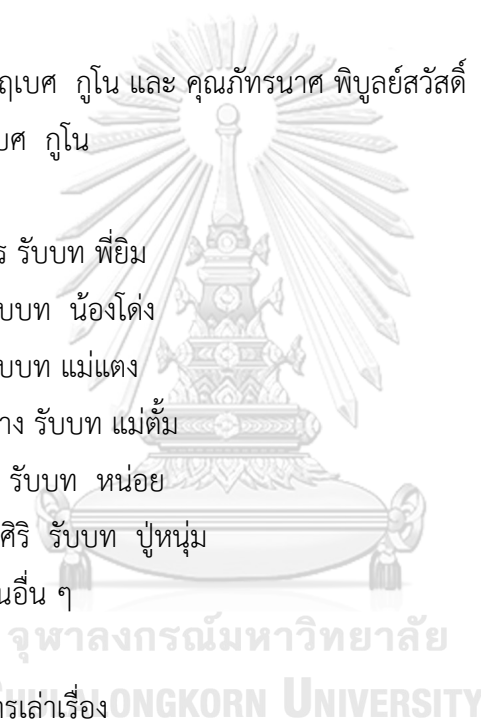 ฤเบศ กูโน และ คุณภัทรนาศ พิบูลย์สวัสดิ์
บศ กูโน
ร รับบท พี่ยิม
บบท น้องโด่ง
บบท แม่แตง
าง รับบท แม่ตั้ม
รับบท หน่อย
ศิริ รับบท ปู่หนุ่ม
นอื่น ๆ
จุฬาลงกรณ์มหาวิทยาลัย
ารเล่าเรื่อง
LONGKORN UNIVERSITY